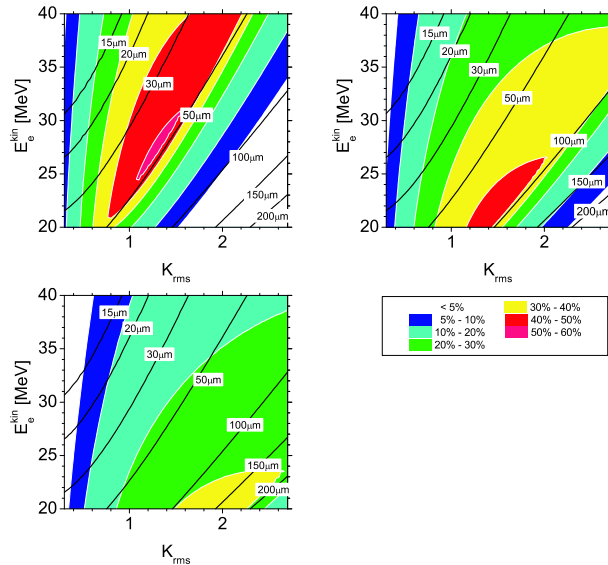 40
35
30
25
20
E_e^kin [MeV]
15µm
20µm
30µm
50µm
100µm
150µm
200µm
1 2
K_rms
40
35
30
25
20
E_e^kin [MeV]
15µm
20µm
30µm
50µm
100µm
150µm
200µm
1 2
K_rms
40
35
30
25
20
E_e^kin [MeV]
15µm
20µm
30µm
50µm
100µm
150µm
200µm
1 2
K_rms
< 5% 30% - 40%
5% - 10% 40% - 50%
10% - 20% 50% - 60%
20% - 30%